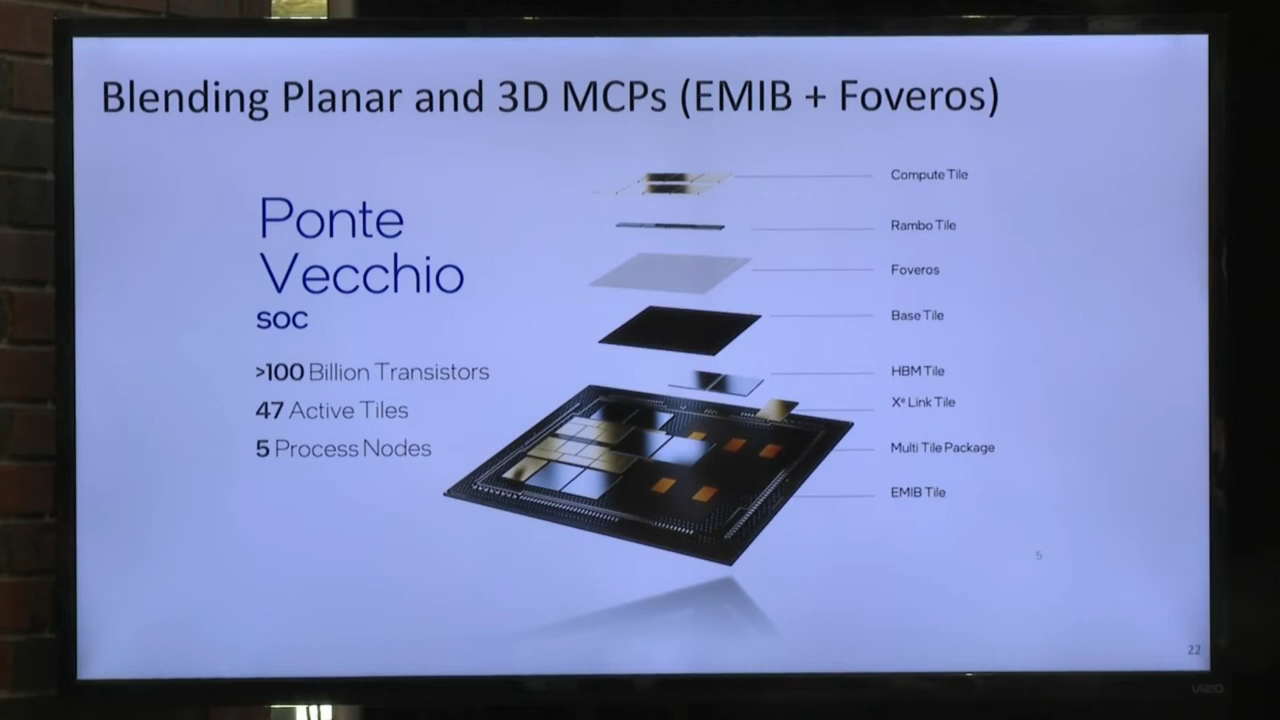 Blending Planar and 3D MCPs (EMIB + Foveros)
Ponte
Vecchio
SOC
>100 Billion Transistors
47 Active Tiles
5 Process Nodes
Compute Tile
Rambo Tile
Foveros
Base Tile
HBM Tile
Xᵉ Link Tile
Multi Tile Package
EMIB Tile
5
22
VIZIO